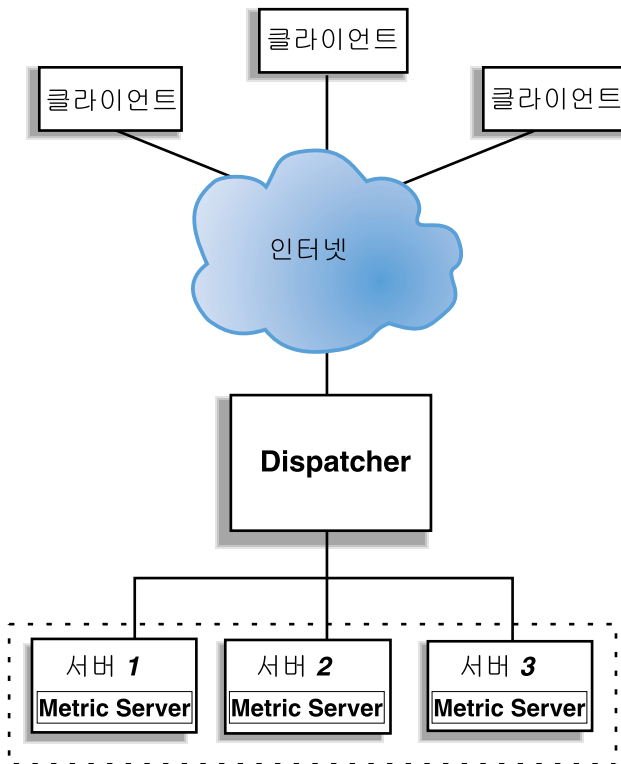 클라이언트
클라이언트
클라이언트
인터넷
Dispatcher
서버 1
Metric Server
서버 2
Metric Server
서버 3
Metric Server